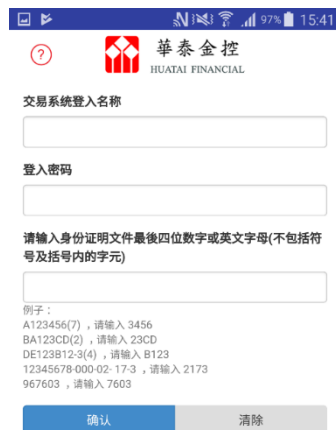 97% 15:41
?
華泰金控
HUATAI FINANCIAL
交易系统登入名称
登入密码
请输入身份证明文件最後四位数字或英文字母(不包括符
号及括号内的字元)
例子：
A123456(7) ，请输入 3456
BA123CD(2) ，请输入 23CD
DE123B12-3(4) ，请输入 B123
12345678-000-02- 17-3 ，请输入 2173
967603 ，请输入 7603
确认 清除